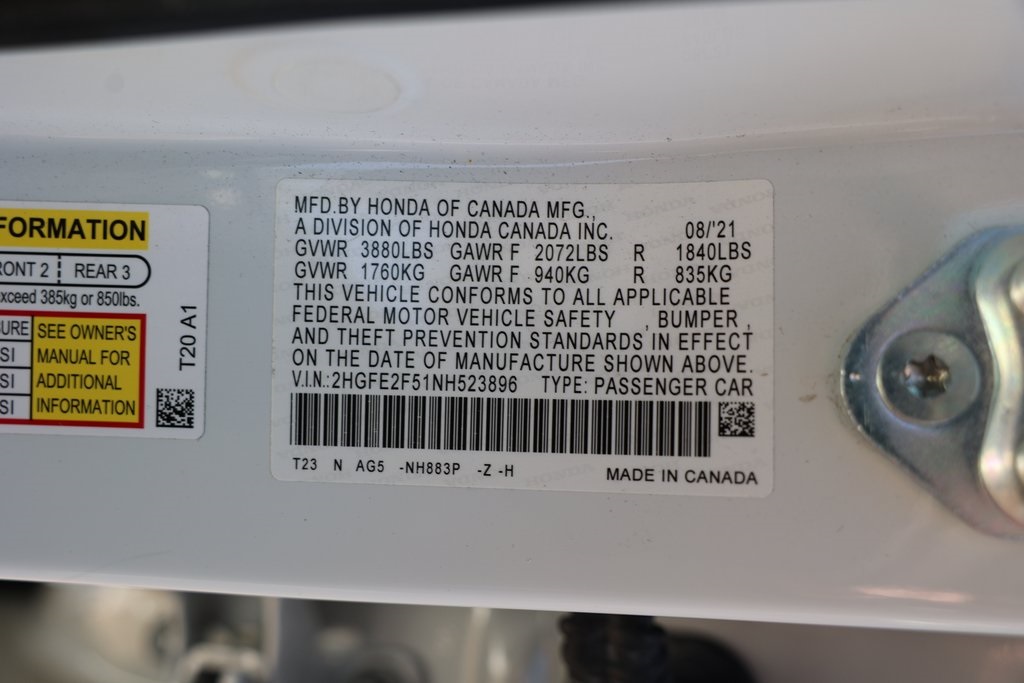 FORMATION
RONT 2 REAR 3
xceed 385kg or 850lbs.
URE
SI
SI
SI
SEE OWNER'S
MANUAL FOR
ADDITIONAL
INFORMATION
T20 A1
MFD.BY HONDA OF CANADA MFG.,
A DIVISION OF HONDA CANADA INC. 08/'21
GVWR 3880LBS GAWR F 2072LBS R 1840LBS
GVWR 1760KG GAWR F 940KG R 835KG
THIS VEHICLE CONFORMS TO ALL APPLICABLE
FEDERAL MOTOR VEHICLE SAFETY , BUMPER ,
AND THEFT PREVENTION STANDARDS IN EFFECT
ON THE DATE OF MANUFACTURE SHOWN ABOVE.
V.I.N.:2HGFE2F51NH523896 TYPE: PASSENGER CAR
T23 N AG5 -NH883P -Z -H
MADE IN CANADA